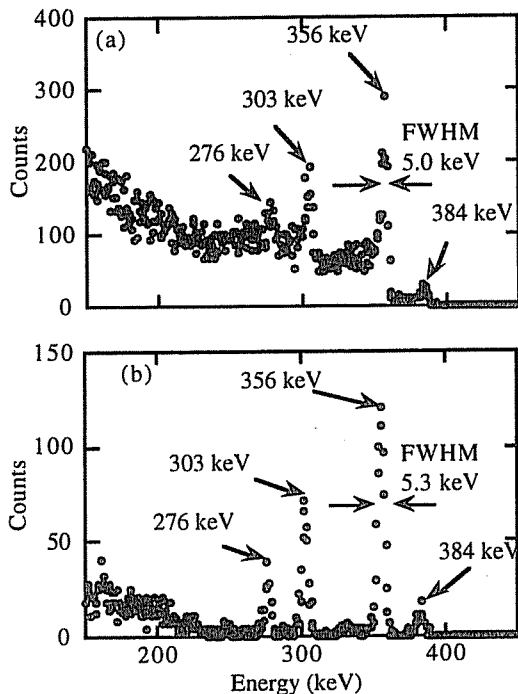 400
(a)
356 keV
300
303 keV
FWHM
5.0 keV
276 keV
200
384 keV
100
0
Counts
150
(b)
356 keV
100
303 keV
FWHM
5.3 keV
276 keV
50
384 keV
0
Counts
200
300
400
Energy (keV)